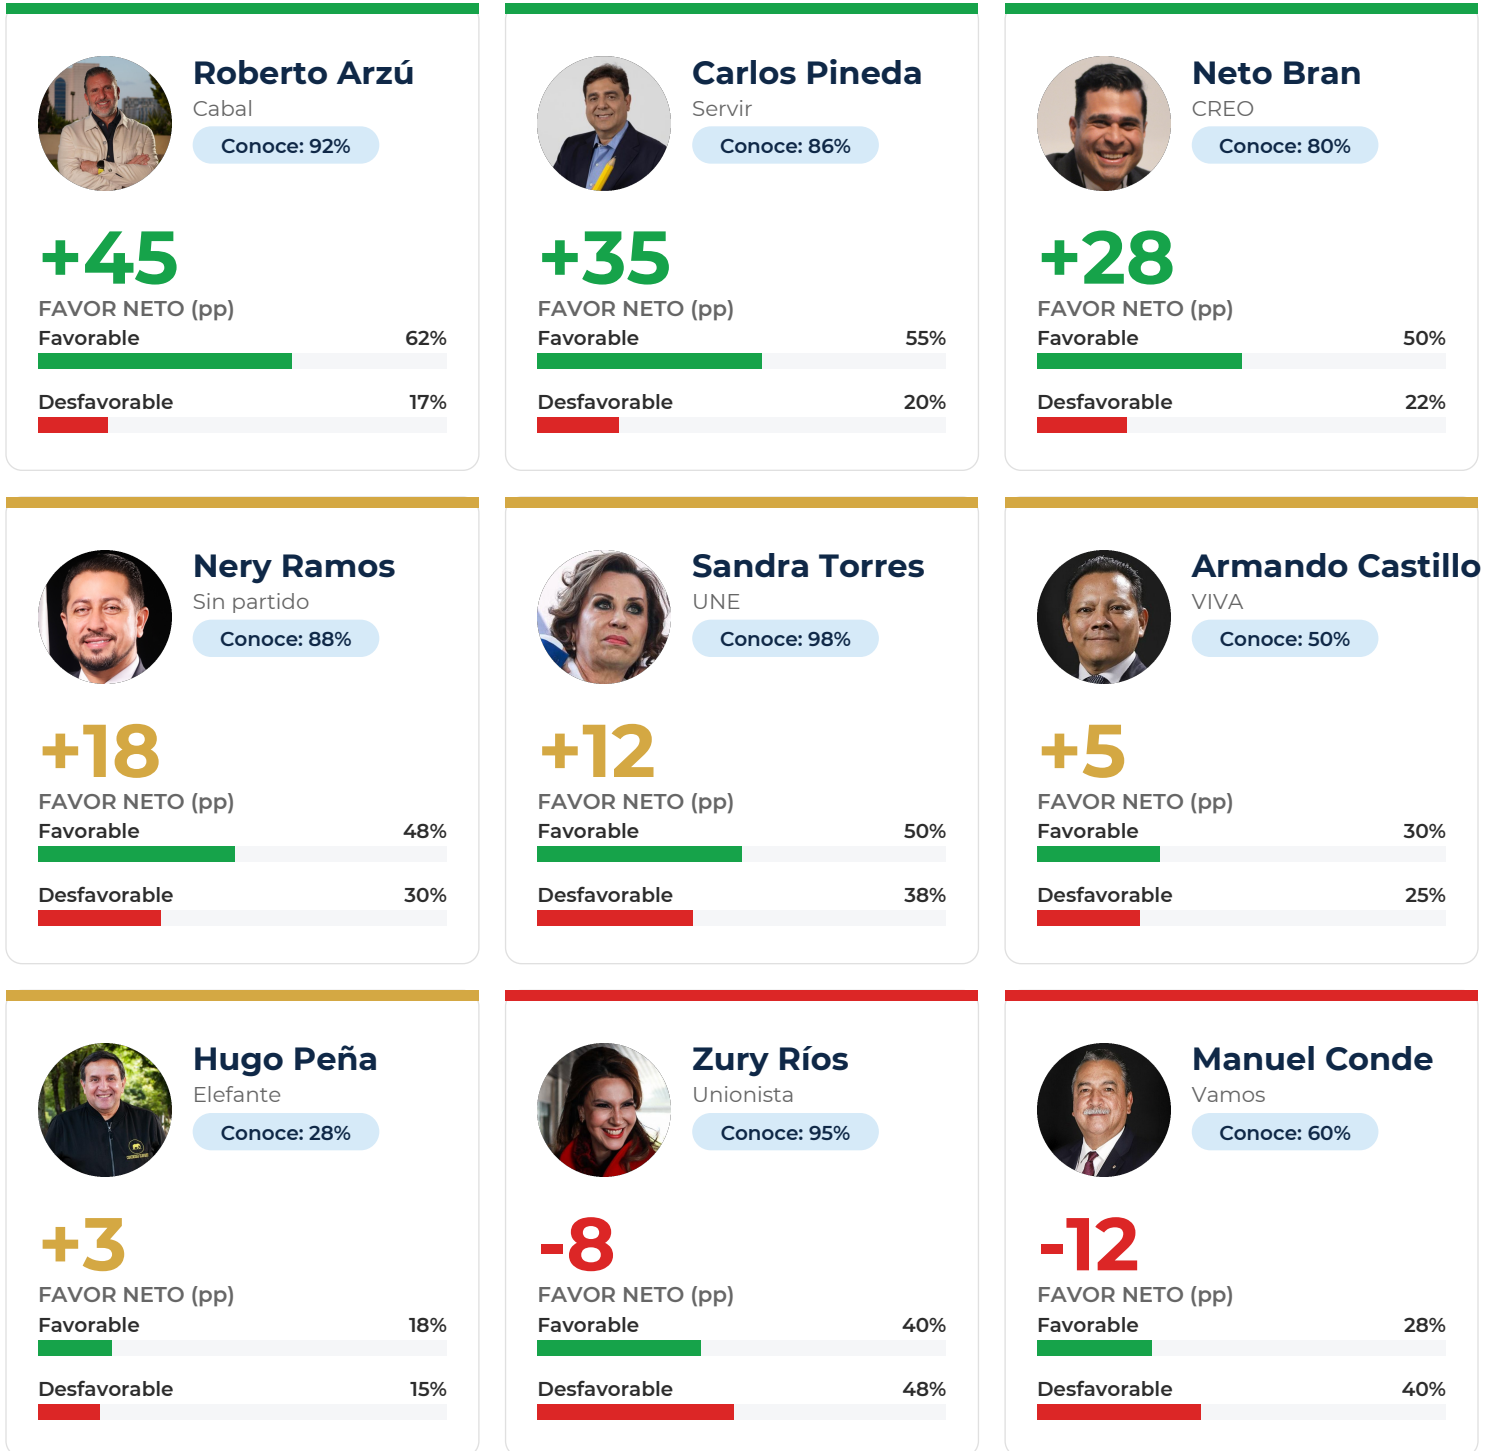 Roberto Arzú
Cabal
Conoce: 92%
+45
FAVOR NETO (pp)
Favorable 62%
Desfavorable 17%
Carlos Pineda
Servir
Conoce: 86%
+35
FAVOR NETO (pp)
Favorable 55%
Desfavorable 20%
Neto Bran
CREO
Conoce: 80%
+28
FAVOR NETO (pp)
Favorable 50%
Desfavorable 22%
Nery Ramos
Sin partido
Conoce: 88%
+18
FAVOR NETO (pp)
Favorable 48%
Desfavorable 30%
Sandra Torres
UNE
Conoce: 98%
+12
FAVOR NETO (pp)
Favorable 50%
Desfavorable 38%
Armando Castillo
VIVA
Conoce: 50%
+5
FAVOR NETO (pp)
Favorable 30%
Desfavorable 25%
Hugo Peña
Elefante
Conoce: 28%
+3
FAVOR NETO (pp)
Favorable 18%
Desfavorable 15%
Zury Ríos
Unionista
Conoce: 95%
-8
FAVOR NETO (pp)
Favorable 40%
Desfavorable 48%
Manuel Conde
Vamos
Conoce: 60%
-12
FAVOR NETO (pp)
Favorable 28%
Desfavorable 40%